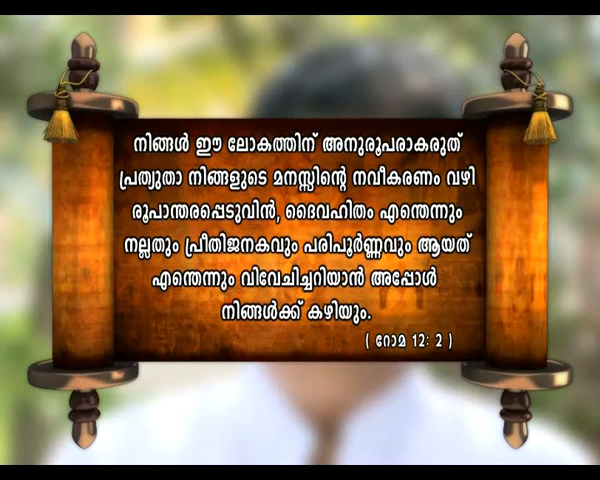 നിങ്ങൾ ഈ ലോകത്തിന് അനുരൂപരാകരുത്
പ്രത്യുതാ നിങ്ങളുടെ മനസ്സിന്റെ നവീകരണം വഴി
രൂപാന്തരപ്പെടുവിൻ, ദൈവഹിതം എന്തെന്നും
നല്ലതും പ്രീതിജനകവും പരിപൂർണ്ണവും ആയത്
എന്തെന്നും വിവേചിച്ചറിയാൻ അപ്പോൾ
നിങ്ങൾക്ക് കഴിയും.
( റോമ 12: 2 )